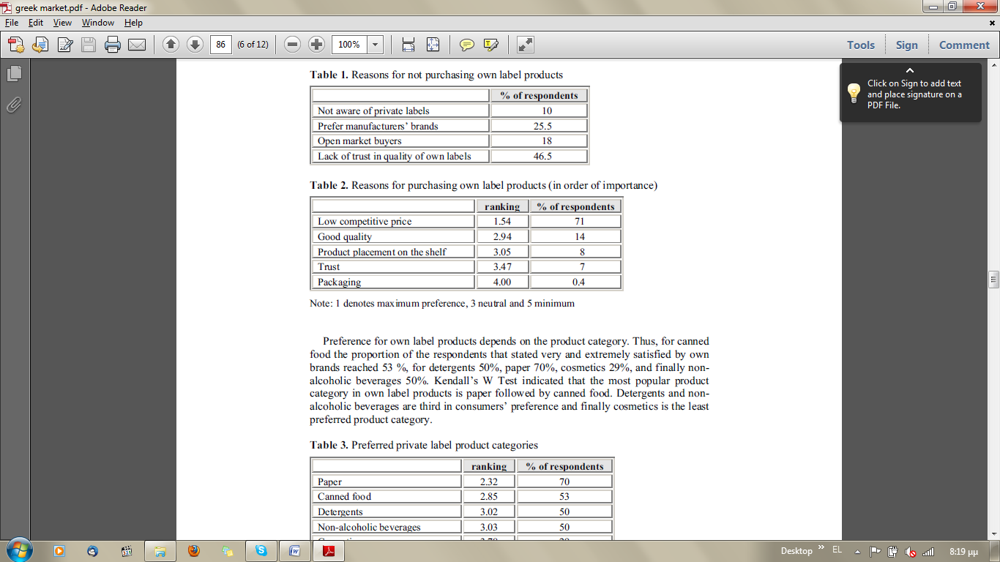 greek market.pdf - Adobe Reader
File Edit View Window Help
86 (6 of 12) 100% Tools Sign Comment
Click on Sign to add text
and place signature on a
PDF File.
Table 1. Reasons for not purchasing own label products
% of respondents
Not aware of private labels 10
Prefer manufacturers’ brands 25.5
Open market buyers 18
Lack of trust in quality of own labels 46.5
Table 2. Reasons for purchasing own label products (in order of importance)
ranking % of respondents
Low competitive price 1.54 71
Good quality 2.94 14
Product placement on the shelf 3.05 8
Trust 3.47 7
Packaging 4.00 0.4
Note: 1 denotes maximum preference, 3 neutral and 5 minimum
Preference for own label products depends on the product category. Thus, for canned
food the proportion of the respondents that stated very and extremely satisfied by own
brands reached 53 %, for detergents 50%, paper 70%, cosmetics 29%, and finally non-
alcoholic beverages 50%. Kendall’s W Test indicated that the most popular product
category in own label products is paper followed by canned food. Detergents and non-
alcoholic beverages are third in consumers’ preference and finally cosmetics is the least
preferred product category.
Table 3. Preferred private label product categories
ranking % of respondents
Paper 2.32 70
Canned food 2.85 53
Detergents 3.02 50
Non-alcoholic beverages 3.03 50
Desktop » EL 8:19 μμ